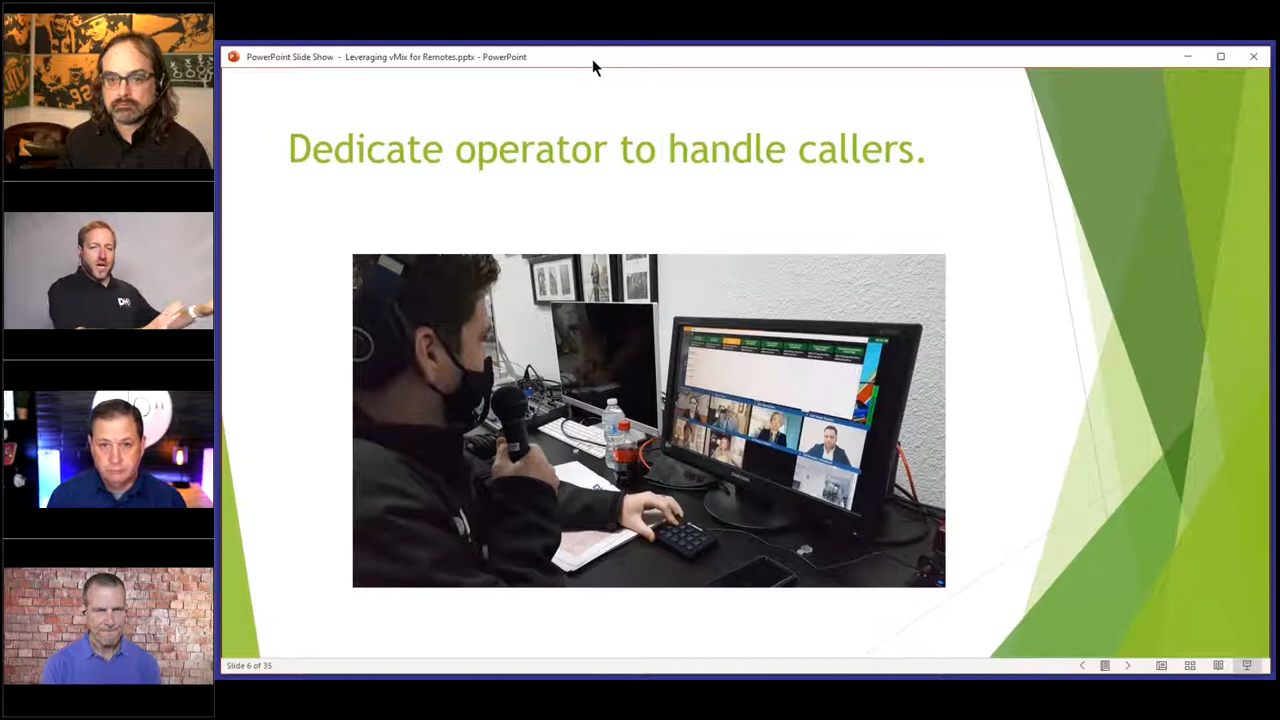 PowerPoint Slide Show - Leveraging vMix for Remotes.pptx - PowerPoint
Dedicate operator to handle callers.
Slide 6 of 35